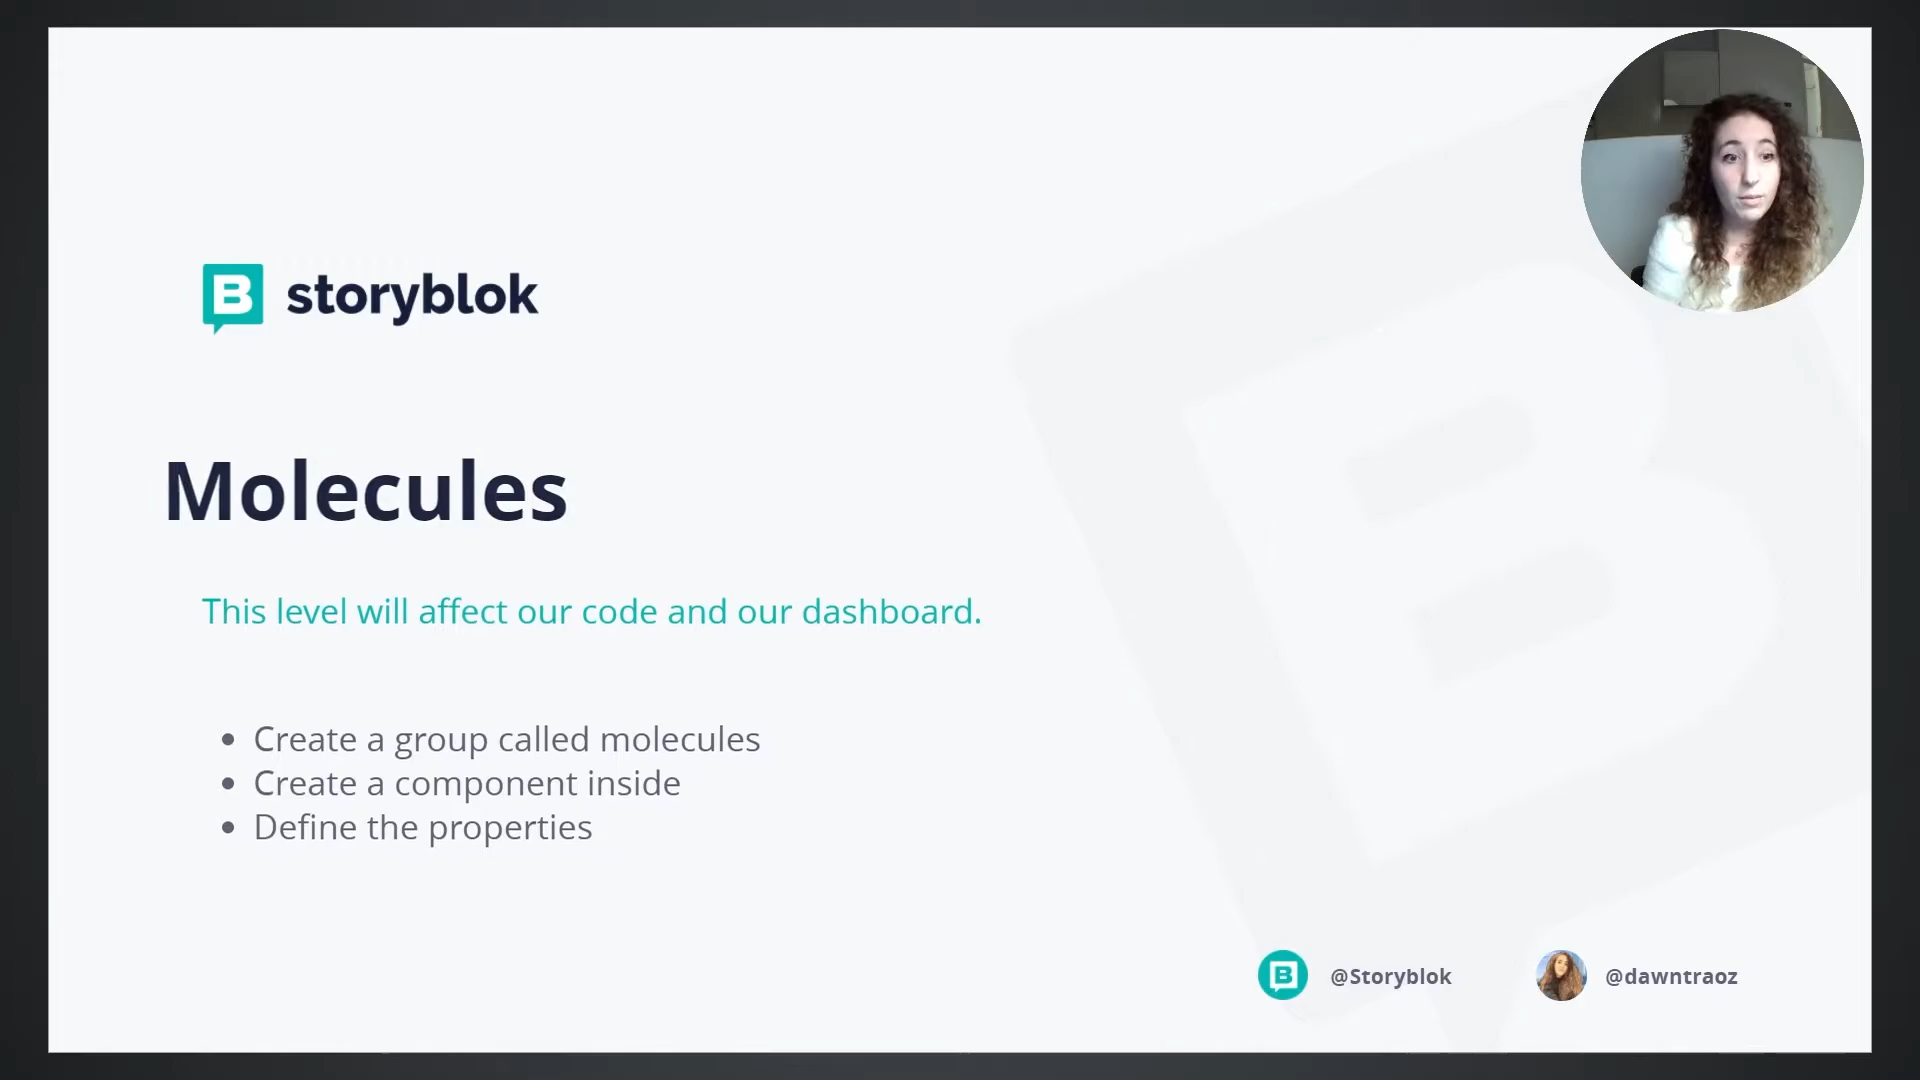 storyblok
Molecules
This level will affect our code and our dashboard.
Create a group called molecules
Create a component inside
Define the properties
@Storyblok
@dawntraoz